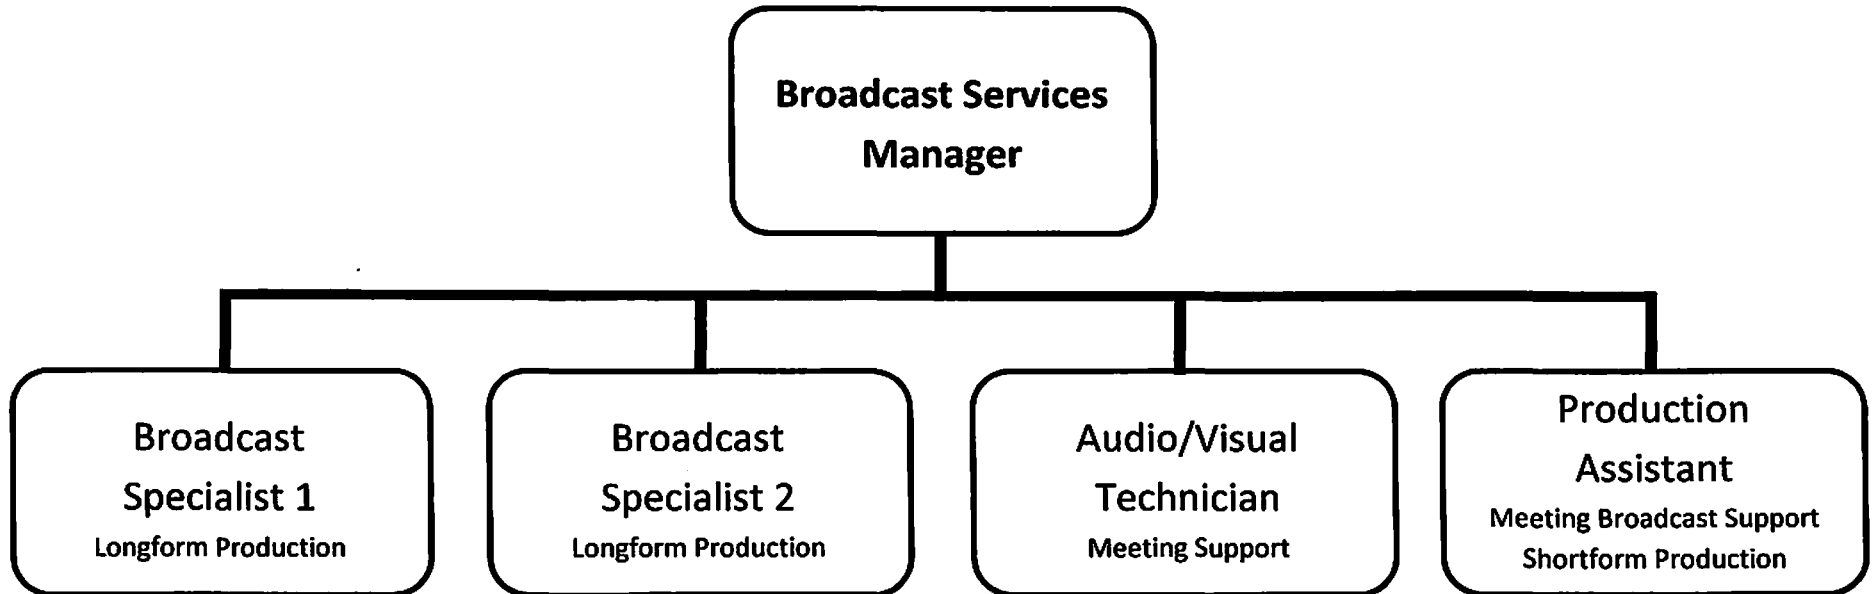 Broadcast Services
Manager
Broadcast
Specialist 1
Longform Production
Broadcast
Specialist 2
Longform Production
Audio/Visual
Technician
Meeting Support
Production
Assistant
Meeting Broadcast Support
Shortform Production